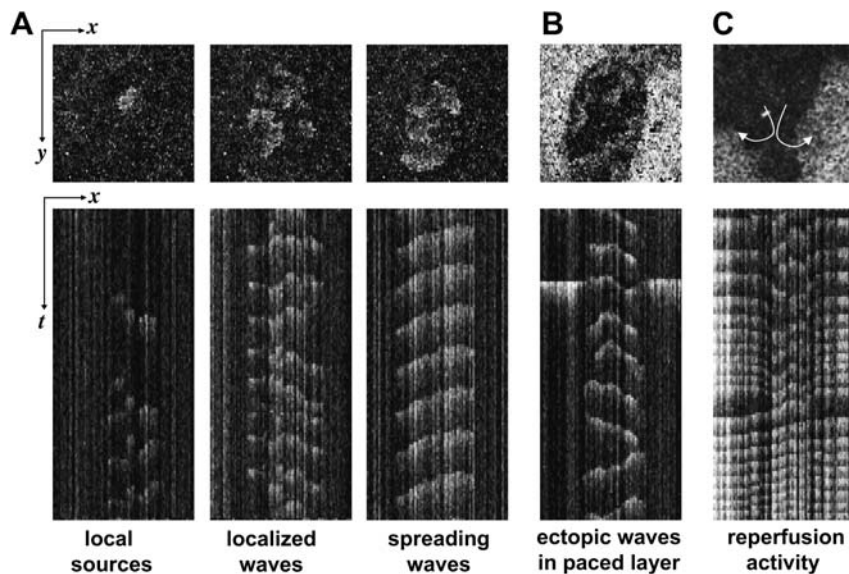 A
x
B
C
y
x
t
local
sources
localized
waves
spreading
waves
ectopic waves
in paced layer
reperfusion
activity